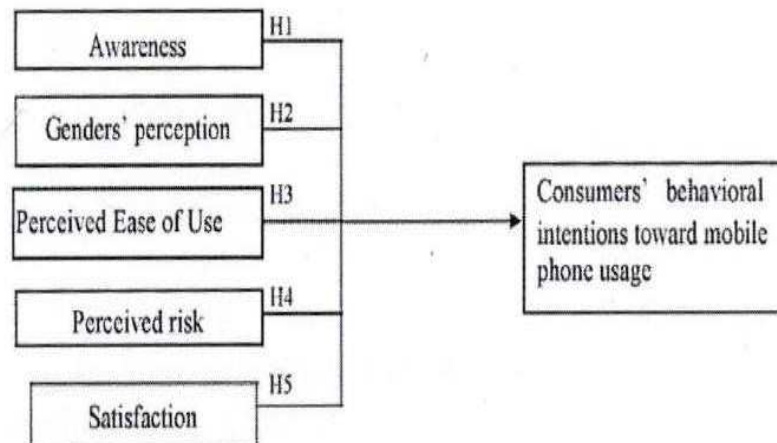 Awareness
H1
Genders' perception
H2
Perceived Ease of Use
H3
Perceived risk
H4
Satisfaction
H5
Consumers' behavioral
intentions toward mobile
phone usage